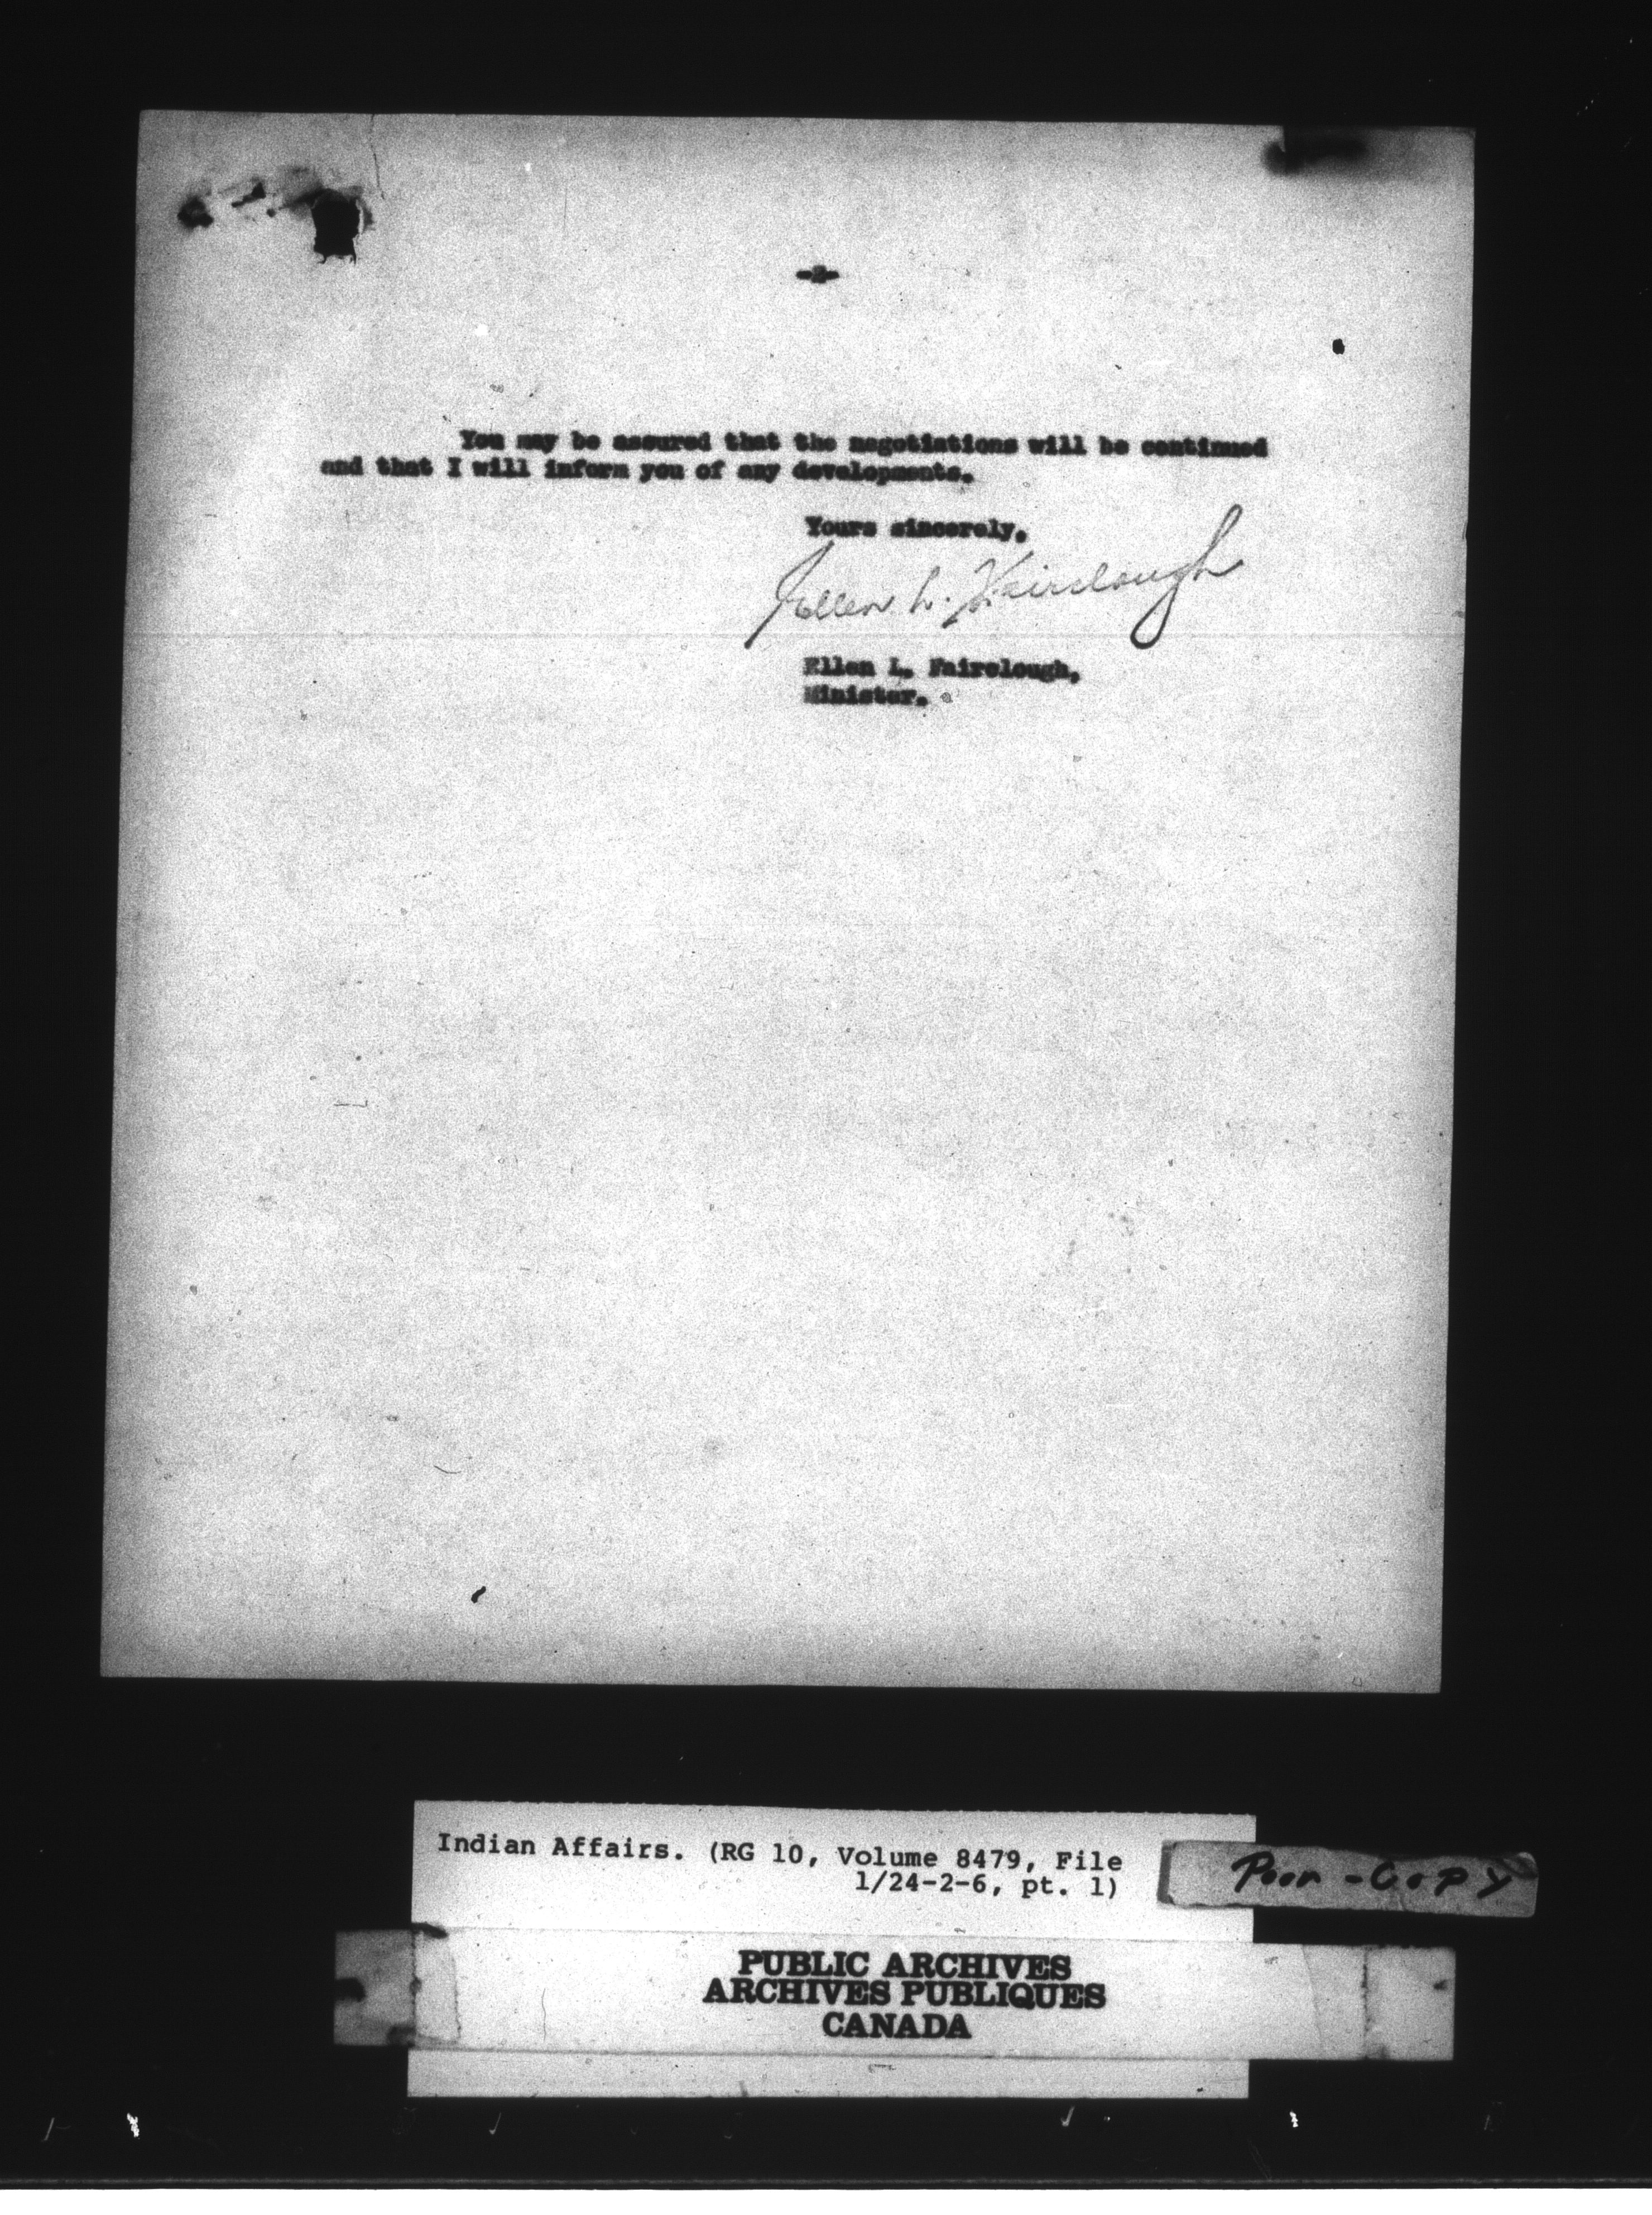 -2-
You may be assured that the negotiations will be continued
and that I will inform you of any developments.
Yours sincerely,
Ellen L. Fairclough
Ellen L. Fairclough,
Minister.
Indian Affairs. (RG 10, Volume 8479, File
1/24-2-6, pt. 1)
Poor-Copy
PUBLIC ARCHIVES
ARCHIVES PUBLIQUES
CANADA